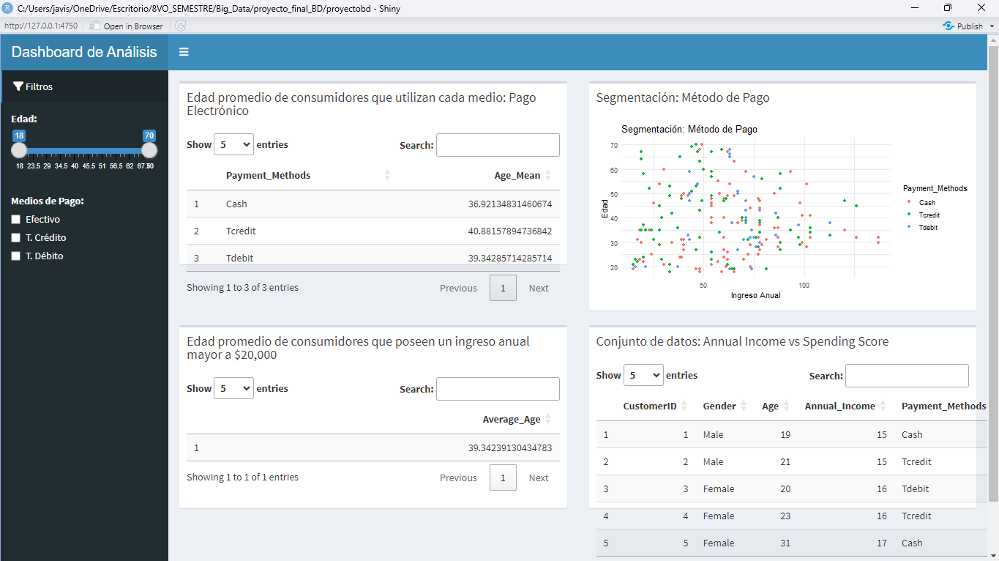 C:/Users/javis/OneDrive/Escritorio/8VO_SEMESTRE/Big_Data/proyecto_final_BD/proyectobd - Shiny
http://127.0.0.1:4750 Open in Browser Publish
Dashboard de Análisis
Filtros
Edad:
18 70
18 23.5 29 34.5 40 45.5 51 56.5 62 67.5
Medios de Pago:
Efectivo
T. Crédito
T. Débito
Edad promedio de consumidores que utilizan cada medio: Pago
Electrónico
Show 5 entries Search:
Payment_Methods Age_Mean
1 Cash 36.92134831460674
2 Tcredit 40.88157894736842
3 Tdebit 39.34285714285714
Showing 1 to 3 of 3 entries Previous 1 Next
Segmentación: Método de Pago
Segmentación: Método de Pago
70
60
50
40
30
20
Edad
50 100
Ingreso Anual
Payment_Methods
Cash
Tcredit
Tdebit
Edad promedio de consumidores que poseen un ingreso anual
mayor a $20,000
Show 5 entries Search:
Average_Age
1 39.34239130434783
Showing 1 to 1 of 1 entries Previous 1 Next
Conjunto de datos: Annual Income vs Spending Score
Show 5 entries Search:
CustomerID Gender Age Annual_Income Payment_Methods
1 1 Male 19 15 Cash
2 2 Male 21 15 Tcredit
3 3 Female 20 16 Tdebit
4 4 Female 23 16 Tcredit
5 5 Female 31 17 Cash